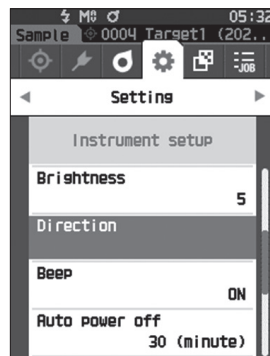 M 05:32
Sample 0004 Target1 (202..
JOB
Setting
Instrument setup
Brightness
5
Direction
Beep
ON
Auto power off
30 (minute)